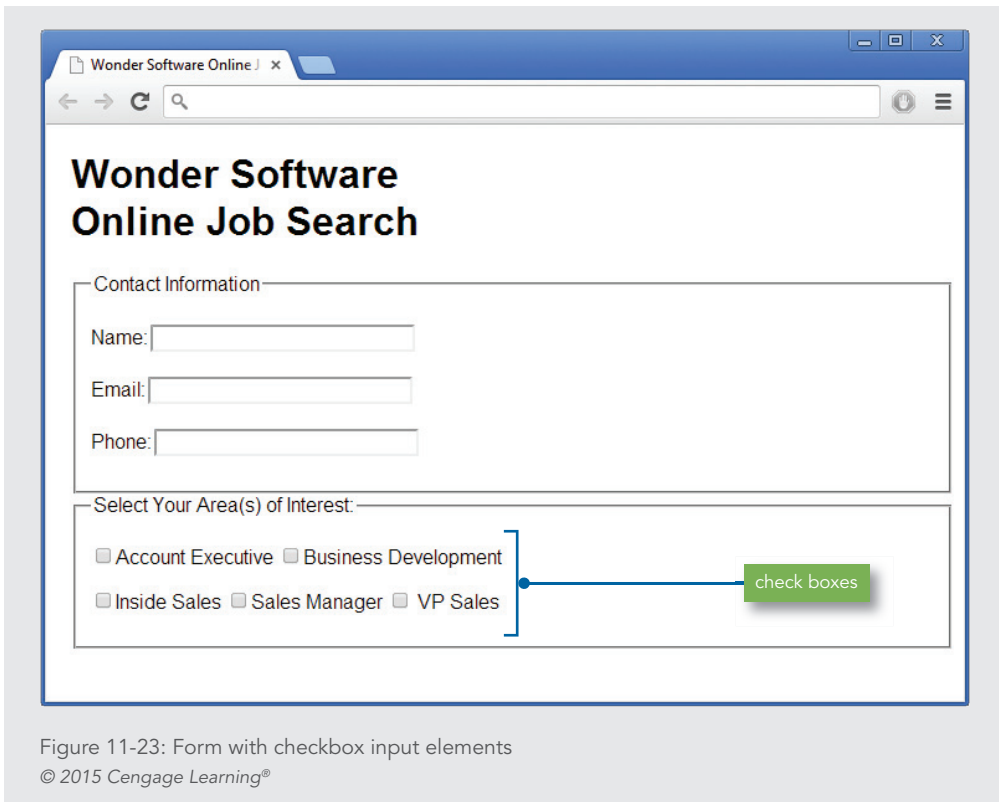 Wonder Software Online J
Wonder Software
Online Job Search
Contact Information
Name:
Email:
Phone:
Select Your Area(s) of Interest:
Account Executive Business Development
check boxes
Inside Sales Sales Manager VP Sales
Figure 11-23: Form with checkbox input elements
© 2015 Cengage Learning®